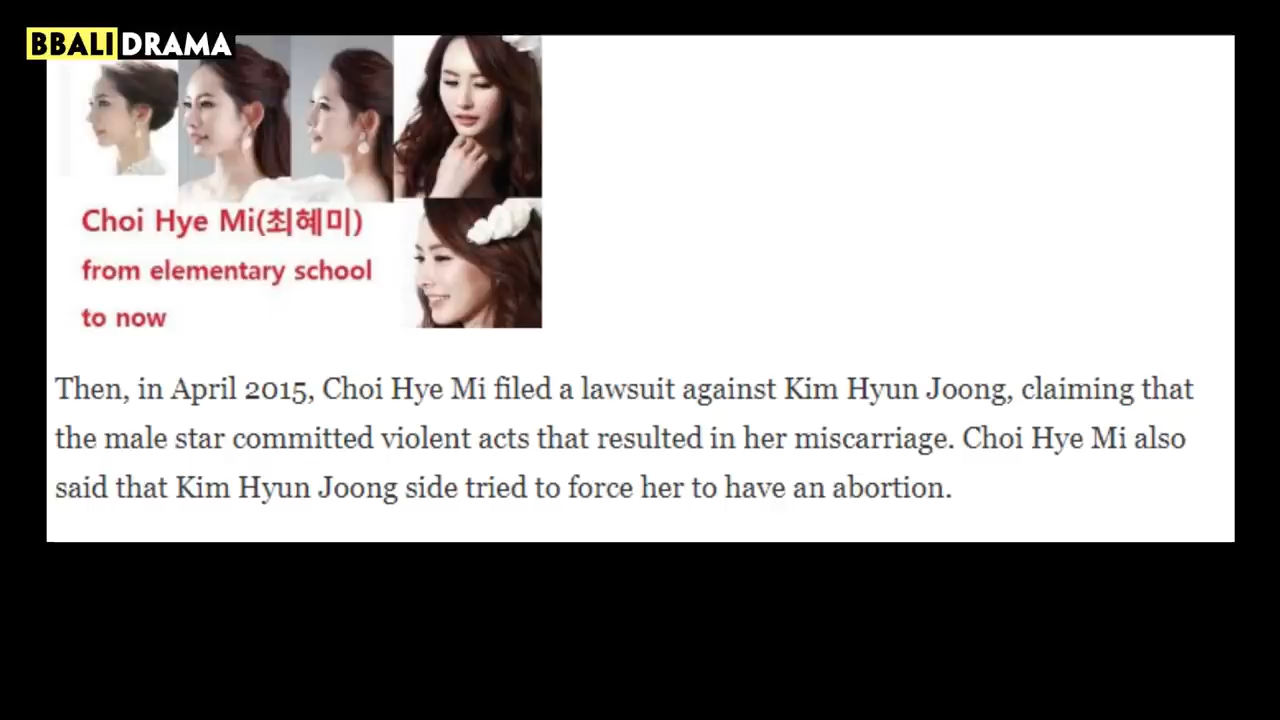 BBALIDRAMA
Choi Hye Mi(최혜미)
from elementary school
to now
Then, in April 2015, Choi Hye Mi filed a lawsuit against Kim Hyun Joong, claiming that
the male star committed violent acts that resulted in her miscarriage. Choi Hye Mi also
said that Kim Hyun Joong side tried to force her to have an abortion.